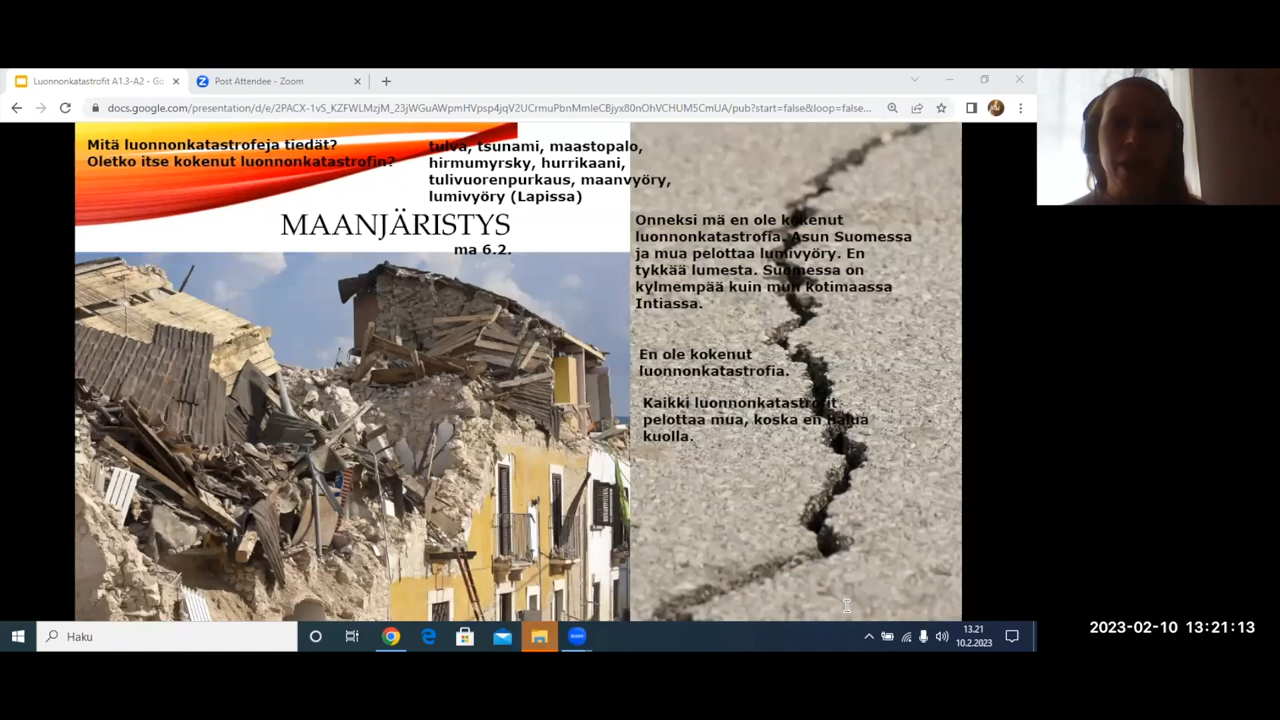 Luonnonkatastrofit A1.3-A2 - Go
Post Attendee - Zoom
docs.google.com/presentation/d/e/2PACX-1vS_KZFWLMzjM_23jWGuAWpmHVpsp4jqV2UCrmuPbnMmIeCBjyx80nOhVCHUM5CmUA/pub?start=false&loop=false...
Mitä luonnonkatastrofeja tiedät?
Oletko itse kokenut luonnonkatastrofin?
tulva, tsunami, maastopalo,
hirmumyrsky, hurrikaani,
tulivuorenpurkaus, maanvyöry,
lumivyöry (Lapissa)
MAANJÄRISTYS
ma 6.2.
Onneksi mä en ole kokenut
luonnonkatastrofia. Asun Suomessa
ja mua pelottaa lumivyöry. En
tykkää lumesta. Suomessa on
kylmempää kuin mun kotimaassa
Intiassa.
En ole kokenut
luonnonkatastrofia.
Kaikki luonnonkatastrofit
pelottaa mua, koska en halua
kuolla.
Haku
zoom
13.21
10.2.2023
2023-02-10 13:21:13